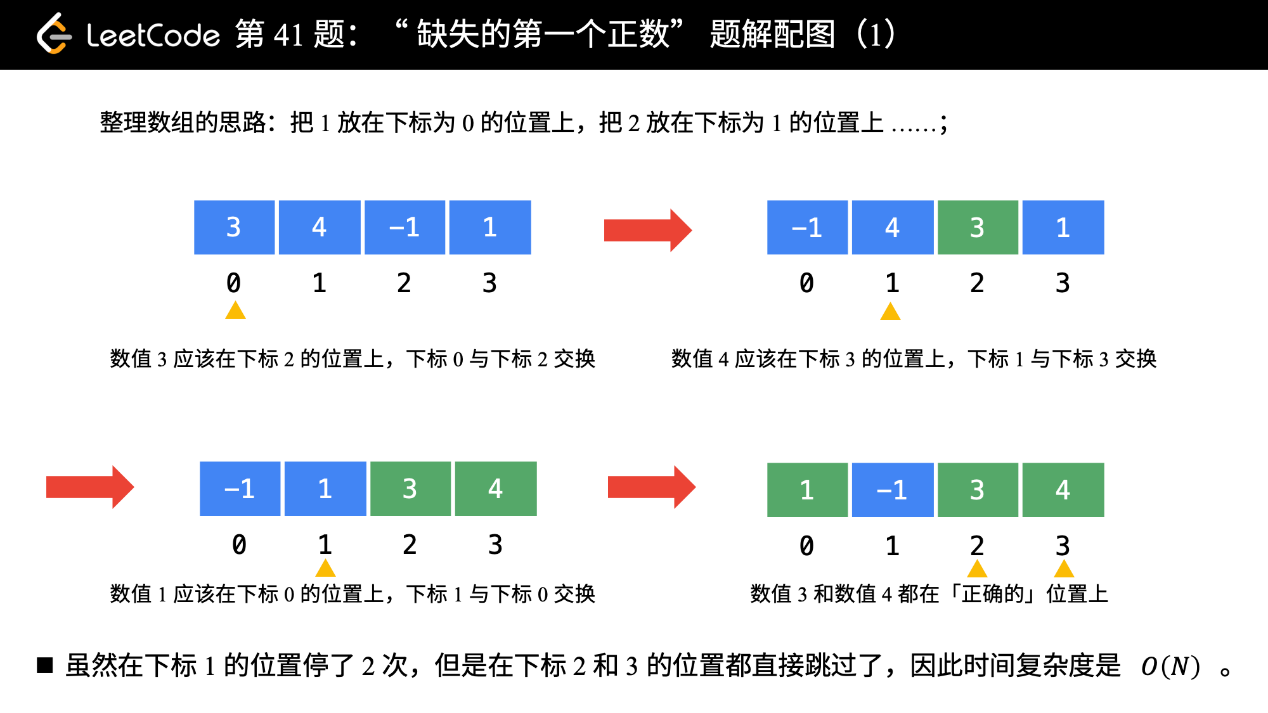 LeetCode 第 41 题：“缺失的第一个正数” 题解配图（1）
整理数组的思路：把 1 放在下标为 0 的位置上，把 2 放在下标为 1 的位置上 ……；
3 4 −1 1
0 1 2 3
数值 3 应该在下标 2 的位置上，下标 0 与下标 2 交换
−1 4 3 1
0 1 2 3
数值 4 应该在下标 3 的位置上，下标 1 与下标 3 交换
−1 1 3 4
0 1 2 3
数值 1 应该在下标 0 的位置上，下标 1 与下标 0 交换
1 −1 3 4
0 1 2 3
数值 3 和数值 4 都在「正确的」位置上
■ 虽然在下标 1 的位置停了 2 次，但是在下标 2 和 3 的位置都直接跳过了，因此时间复杂度是 O(N) 。